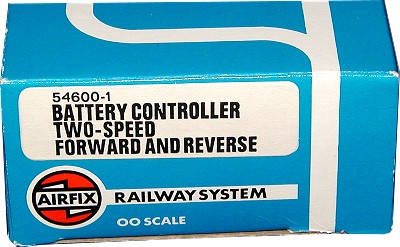 54600-1
BATTERY CONTROLLER
TWO-SPEED
FORWARD AND REVERSE
AIRFIX
RAILWAY SYSTEM
OO SCALE